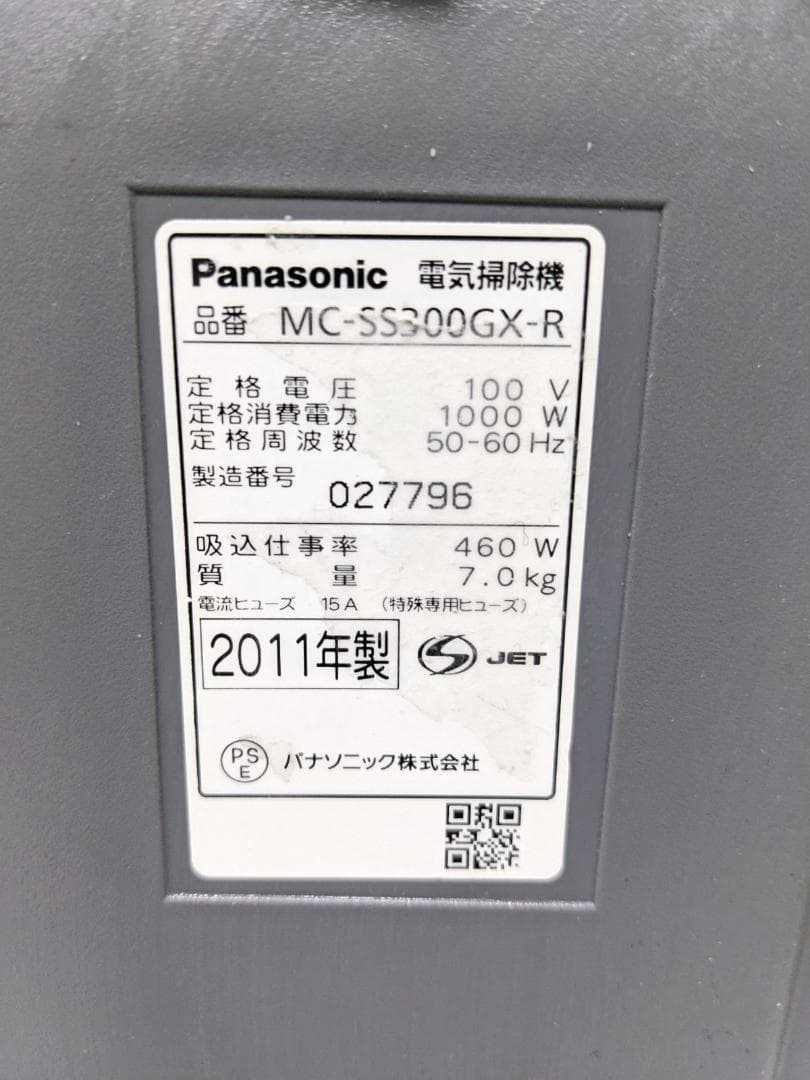 Panasonic 電気掃除機
品番 MC-SS300GX-R
定格電圧 100 V
定格消費電力 1000 W
定格周波数 50-60 Hz
製造番号 027796
吸込仕事率 460 W
質量 7.0 kg
電流ヒューズ 15A (特殊専用ヒューズ)
2011年製 S JET
PS
E パナソニック株式会社